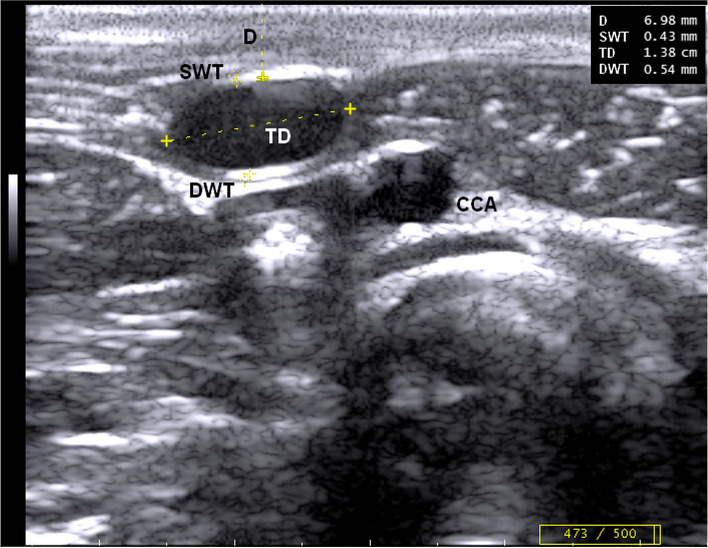 D 6.98 mm
SWT 0.43 mm
TD 1.38 cm
DWT 0.54 mm
D
SWT
TD
DWT
CCA
473 / 500